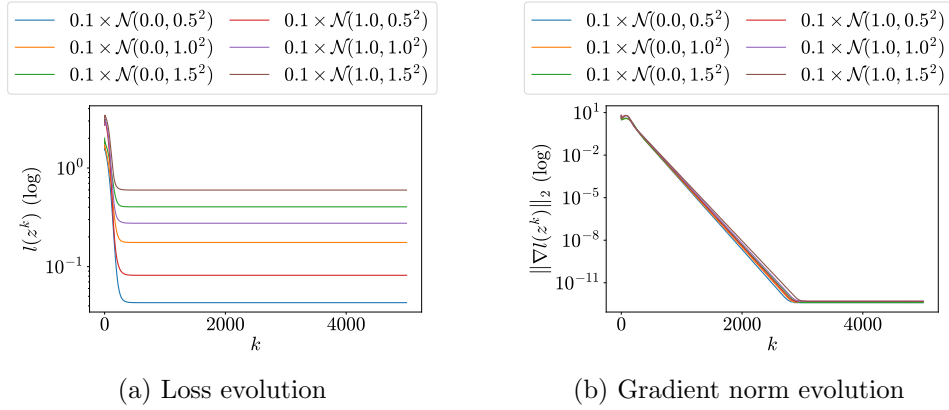 0.1 × 𝒩(0.0, 0.5²) 0.1 × 𝒩(1.0, 0.5²)
0.1 × 𝒩(0.0, 1.0²) 0.1 × 𝒩(1.0, 1.0²)
0.1 × 𝒩(0.0, 1.5²) 0.1 × 𝒩(1.0, 1.5²)
l(zᵏ) (log)
10⁰
10⁻¹
0 2000 4000
k
(a) Loss evolution
0.1 × 𝒩(0.0, 0.5²) 0.1 × 𝒩(1.0, 0.5²)
0.1 × 𝒩(0.0, 1.0²) 0.1 × 𝒩(1.0, 1.0²)
0.1 × 𝒩(0.0, 1.5²) 0.1 × 𝒩(1.0, 1.5²)
‖∇l(zᵏ)‖₂ (log)
10¹
10⁻²
10⁻⁵
10⁻⁸
10⁻¹¹
0 2000 4000
k
(b) Gradient norm evolution